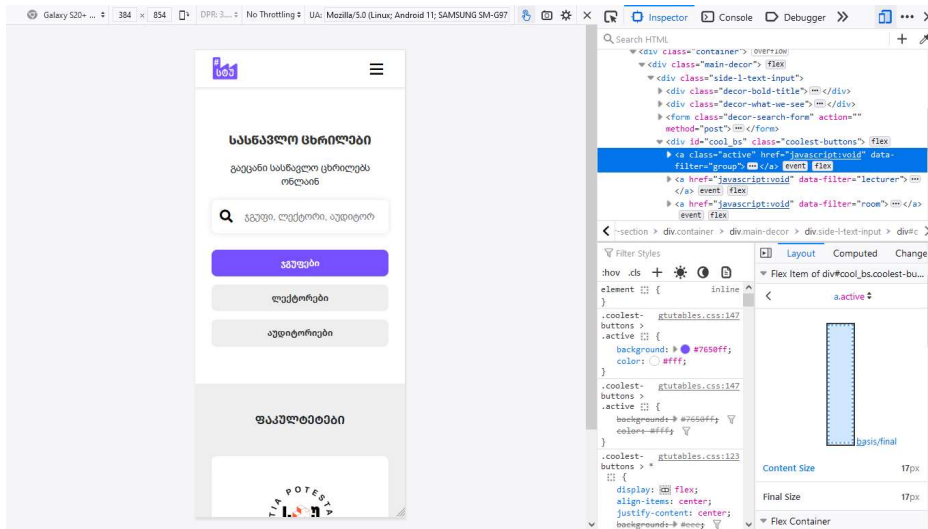 Galaxy S20+ ... 384 × 854 DPR: 3.... No Throttling UA: Mozilla/5.0 (Linux; Android 11; SAMSUNG SM-G97
#
სტუ
სასწავლო ცხრილები
გაეცანი სასწავლო ცხრილებს
ონლაინ
ჯგუფი, ლექტორი, აუდიტორ
ჯგუფები
ლექტორები
აუდიტორიები
ფაკულტეტები
POTES
Inspector Console Debugger
Search HTML
<div class="container"> overflow
<div class="main-decor"> flex
<div class="side-l-text-input">
<div class="decor-bold-title"> ⋯ </div>
<div class="decor-what-we-see"> ⋯ </div>
<form class="decor-search-form" action=""
method="post"> ⋯ </form>
<div id="cool_bs" class="coolest-buttons"> flex
<a class="active" href="javascript:void" data-
filter="group"> ⋯ </a> event flex
<a href="javascript:void" data-filter="lecturer"> ⋯
</a> event flex
<a href="javascript:void" data-filter="room"> ⋯ </a>
event flex
-section > div.container > div.main-decor > div.side-l-text-input > div#c
Filter Styles
:hov .cls +
element { inline
}
.coolest- gtutables.css:147
buttons >
.active {
background: #7650ff;
color: #fff;
}
.coolest- gtutables.css:147
buttons >
.active {
background: #7650ff;
color: #fff;
}
.coolest- gtutables.css:123
buttons > *
{
display: flex;
align-items: center;
justify-content: center;
background: #eee;
Layout Computed Change
Flex Item of div#cool_bs.coolest-bu...
a.active
basis/final
Content Size 17px
Final Size 17px
Flex Container